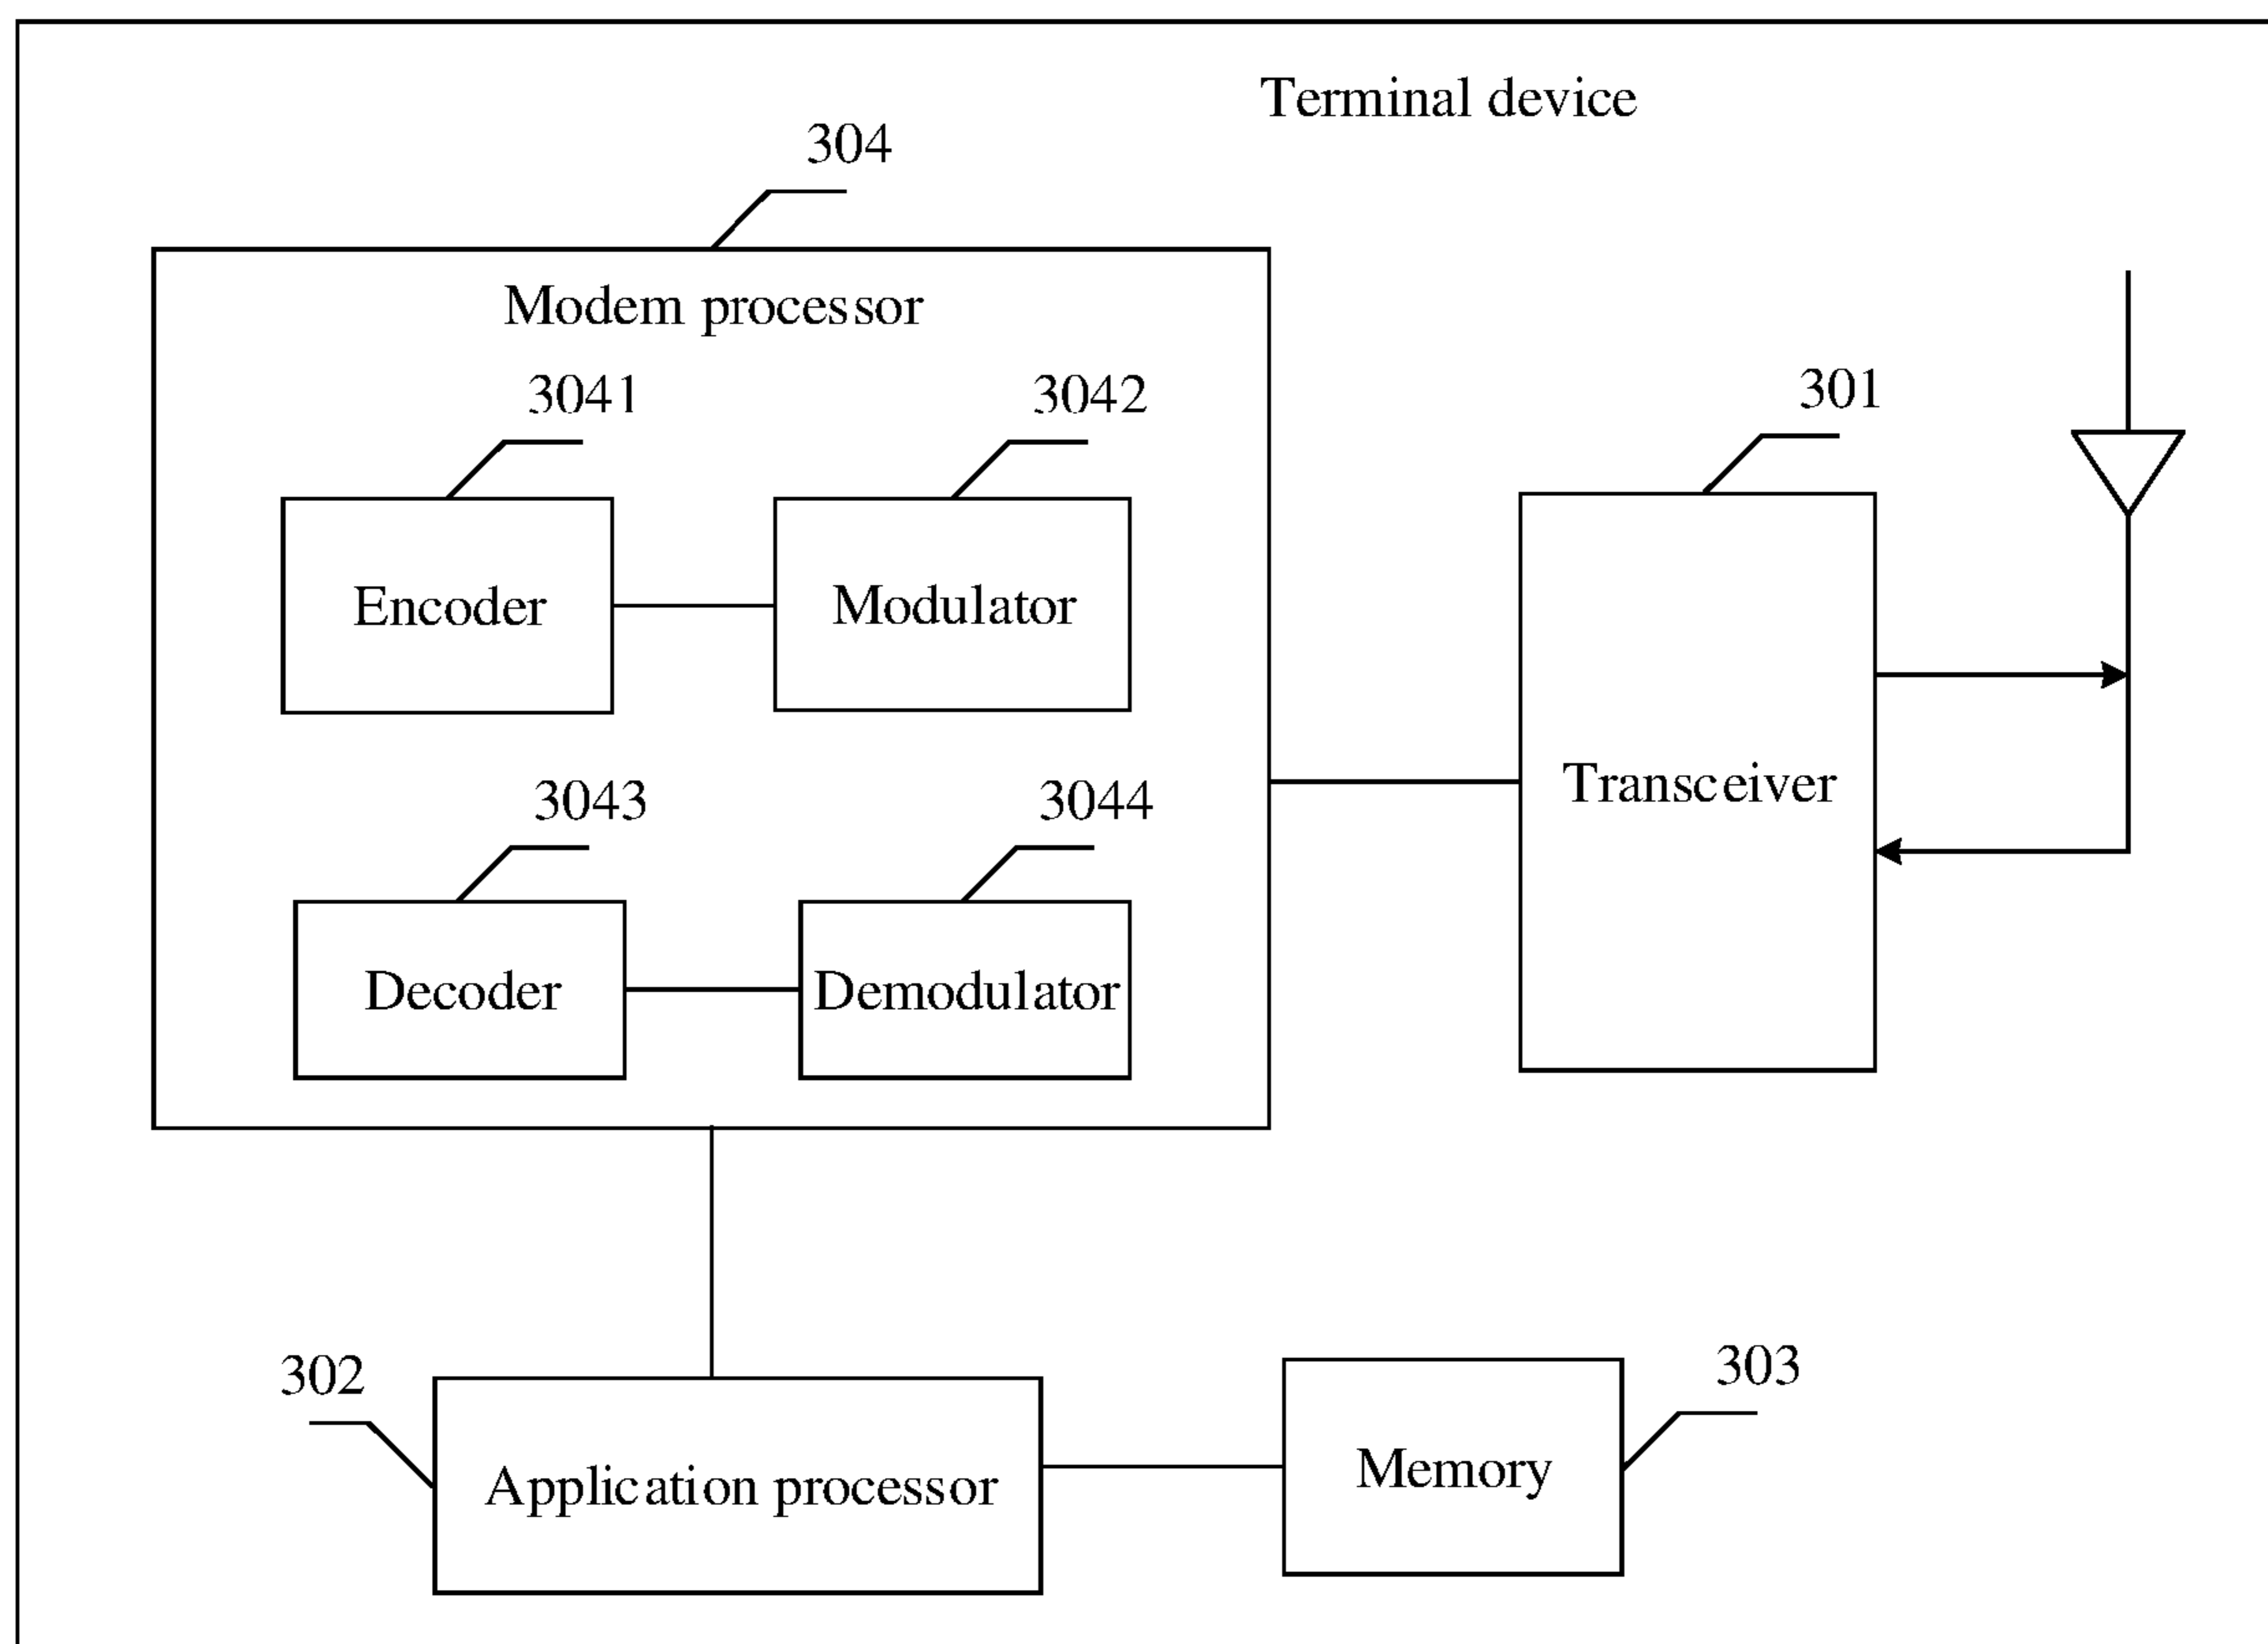 Terminal device
304
Modem processor
3041
3042
301
Encoder
Modulator
Transceiver
3043
3044
Decoder
Demodulator
302
303
Application processor
Memory